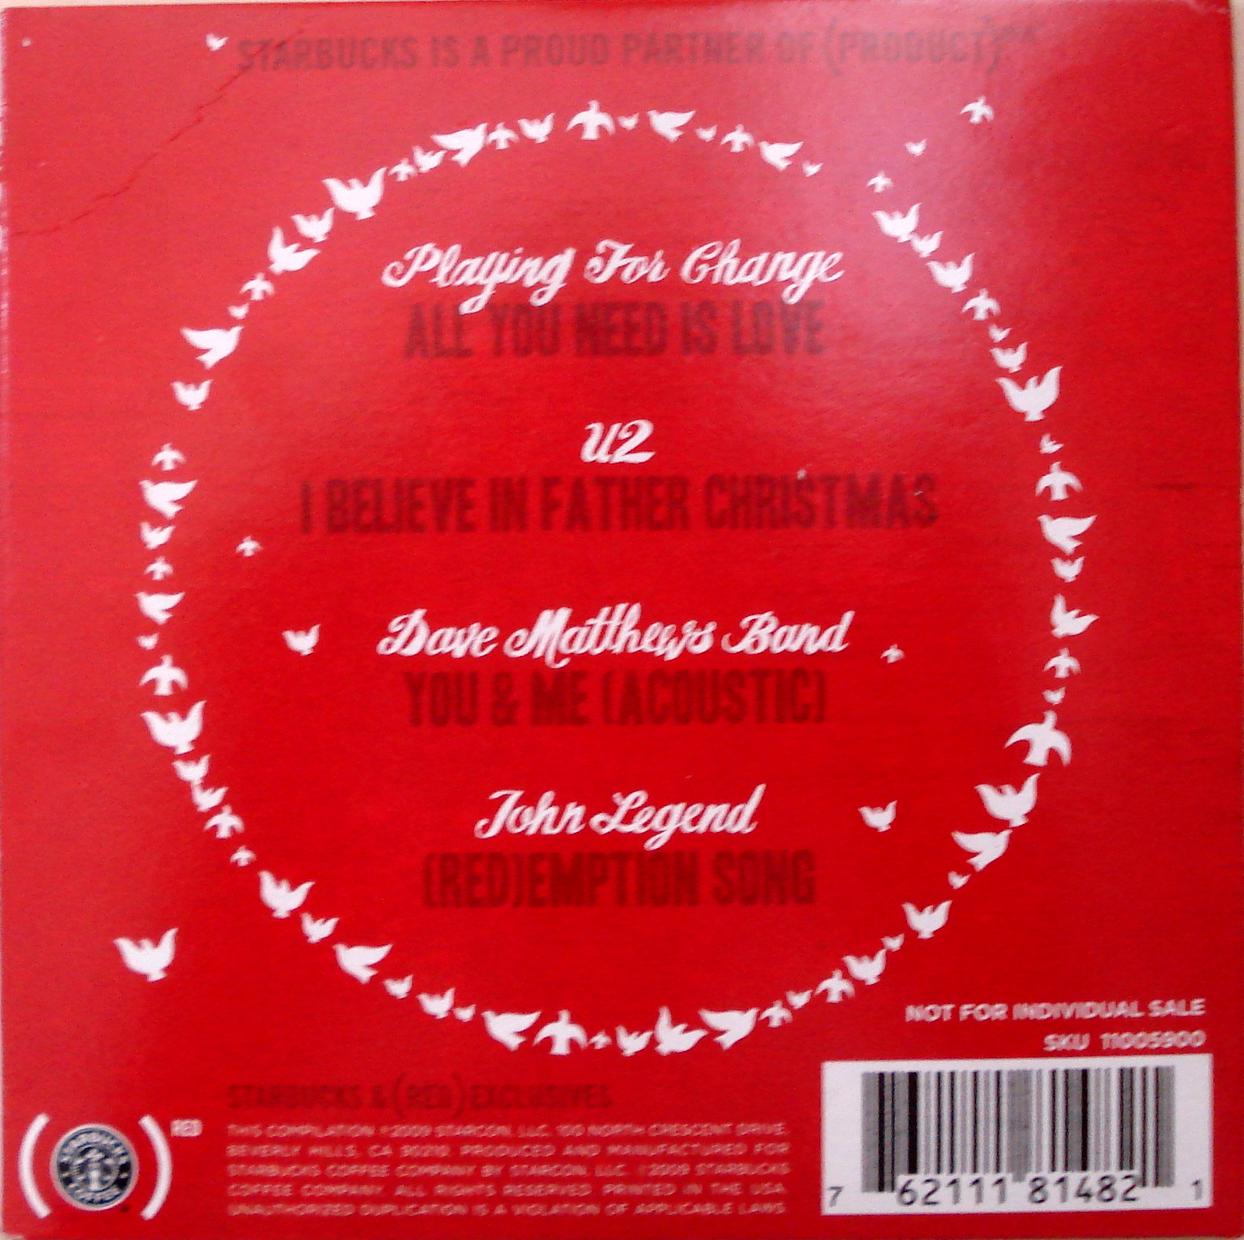 STARBUCKS IS A PROUD PARTNER OF (PRODUCT)RED
Playing For Change
ALL YOU NEED IS LOVE
U2
I BELIEVE IN FATHER CHRISTMAS
Dave Matthews Band
YOU & ME (ACOUSTIC)
John Legend
(RED)EMPTION SONG
NOT FOR INDIVIDUAL SALE
SKU 11005900
STARBUCKS & (RED) EXCLUSIVES
(STARBUCKS COFFEE)RED
THIS COMPILATION ℗2009 STARCON, LLC, 100 NORTH CRESCENT DRIVE,
BEVERLY HILLS, CA 90210. PRODUCED AND MANUFACTURED FOR
STARBUCKS COFFEE COMPANY BY STARCON, LLC. ©2009 STARBUCKS
COFFEE COMPANY. ALL RIGHTS RESERVED. PRINTED IN THE USA.
UNAUTHORIZED DUPLICATION IS A VIOLATION OF APPLICABLE LAWS.
7 62111 81482 1